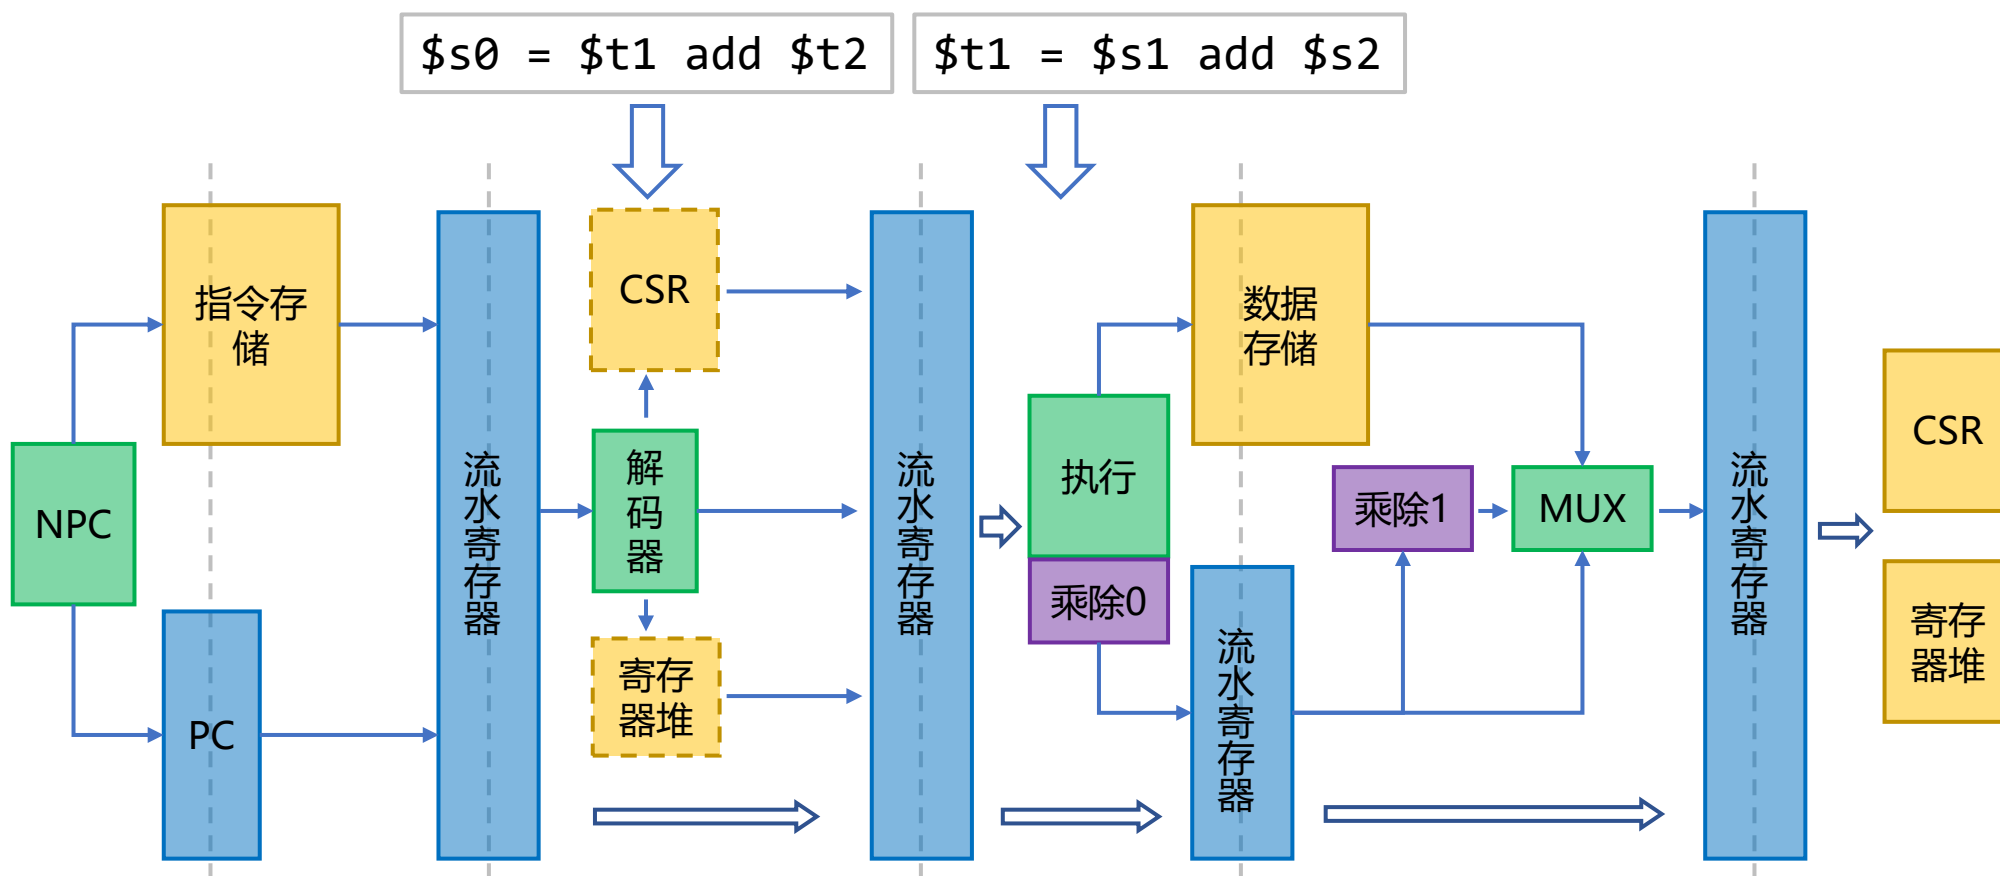 $s0 = $t1 add $t2
$t1 = $s1 add $s2
指令存
储
NPC
PC
流水寄存器
CSR
解码器
寄存
器堆
流水寄存器
执行
乘除0
数据
存储
流水寄存器
乘除1
MUX
流水寄存器
CSR
寄存
器堆